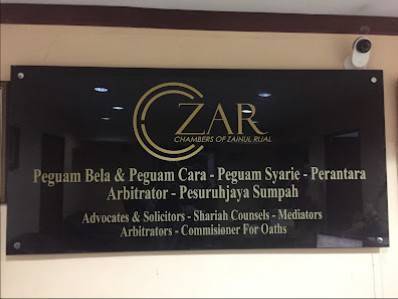 CZAR
CHAMBERS OF ZAINUL RIJAL
Peguam Bela & Peguam Cara - Peguam Syarie - Perantara
Arbitrator - Pesuruhjaya Sumpah
Advocates & Solicitors - Shariah Counsels - Mediators
Arbitrators - Commisioner For Oaths